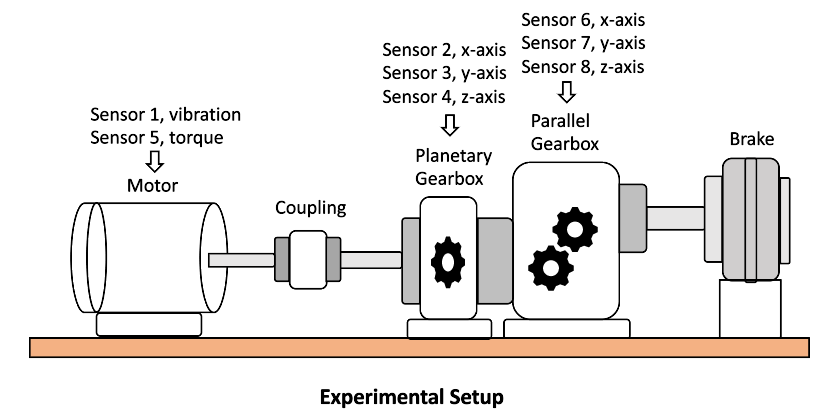 Sensor 6, x-axis
Sensor 7, y-axis
Sensor 8, z-axis
Sensor 2, x-axis
Sensor 3, y-axis
Sensor 4, z-axis
Sensor 1, vibration
Sensor 5, torque
Parallel
Gearbox
Brake
Planetary
Gearbox
Motor
Coupling
Experimental Setup